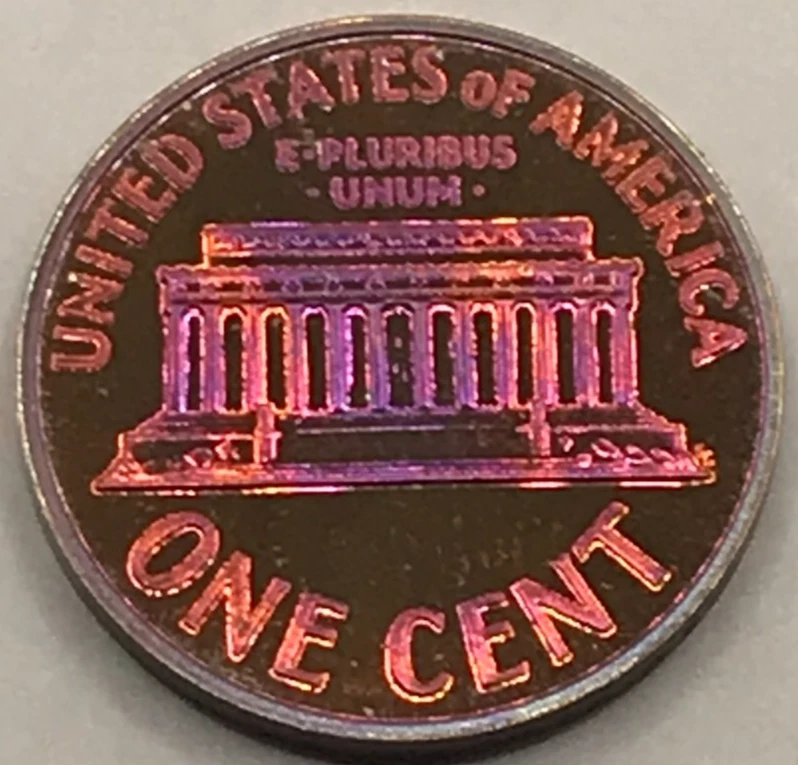 UNITED STATES OF AMERICA
E·PLURIBUS
·UNUM·
ONE CENT